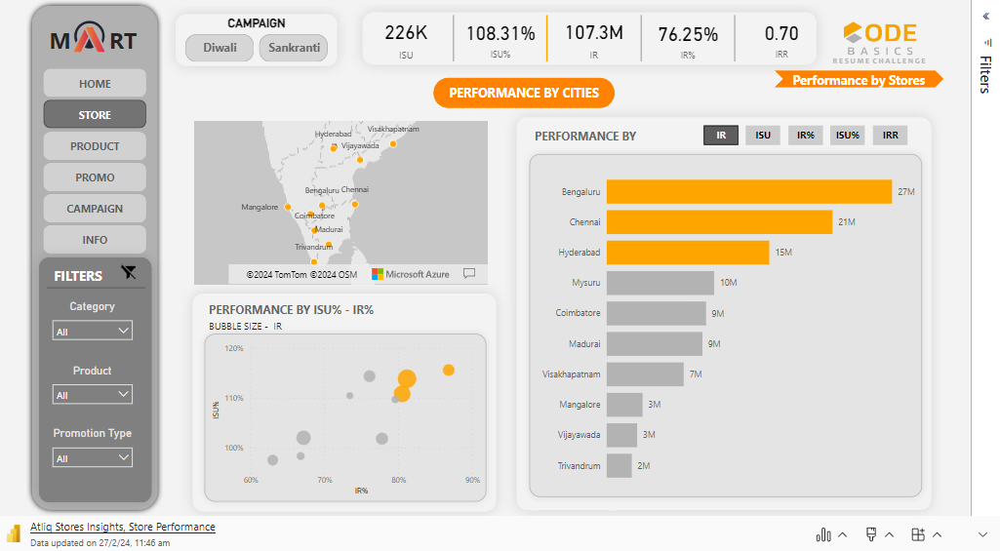 MART
HOME
STORE
PRODUCT
PROMO
CAMPAIGN
INFO
FILTERS
Category
All
Product
All
Promotion Type
All
CAMPAIGN
Diwali
Sankranti
226K
ISU
108.31%
ISU%
107.3M
IR
76.25%
IR%
0.70
IRR
CODE
BASICS
RESUME CHALLENGE
Performance by Stores
PERFORMANCE BY CITIES
Hyderabad
Visakhapatnam
Vijayawada
Bengaluru
Chennai
Mangalore
Coimbatore
Madurai
Trivandrum
©2024 TomTom ©2024 OSM
Microsoft Azure
PERFORMANCE BY ISU% - IR%
BUBBLE SIZE - IR
120%
110%
100%
ISU%
60% 70% 80% 90%
IR%
PERFORMANCE BY
IR ISU IR% ISU% IRR
Bengaluru 27M
Chennai 21M
Hyderabad 15M
Mysuru 10M
Coimbatore 9M
Madurai 9M
Visakhapatnam 7M
Mangalore 3M
Vijayawada 3M
Trivandrum 2M
Filters
Atliq Stores Insights, Store Performance
Data updated on 27/2/24, 11:46 am